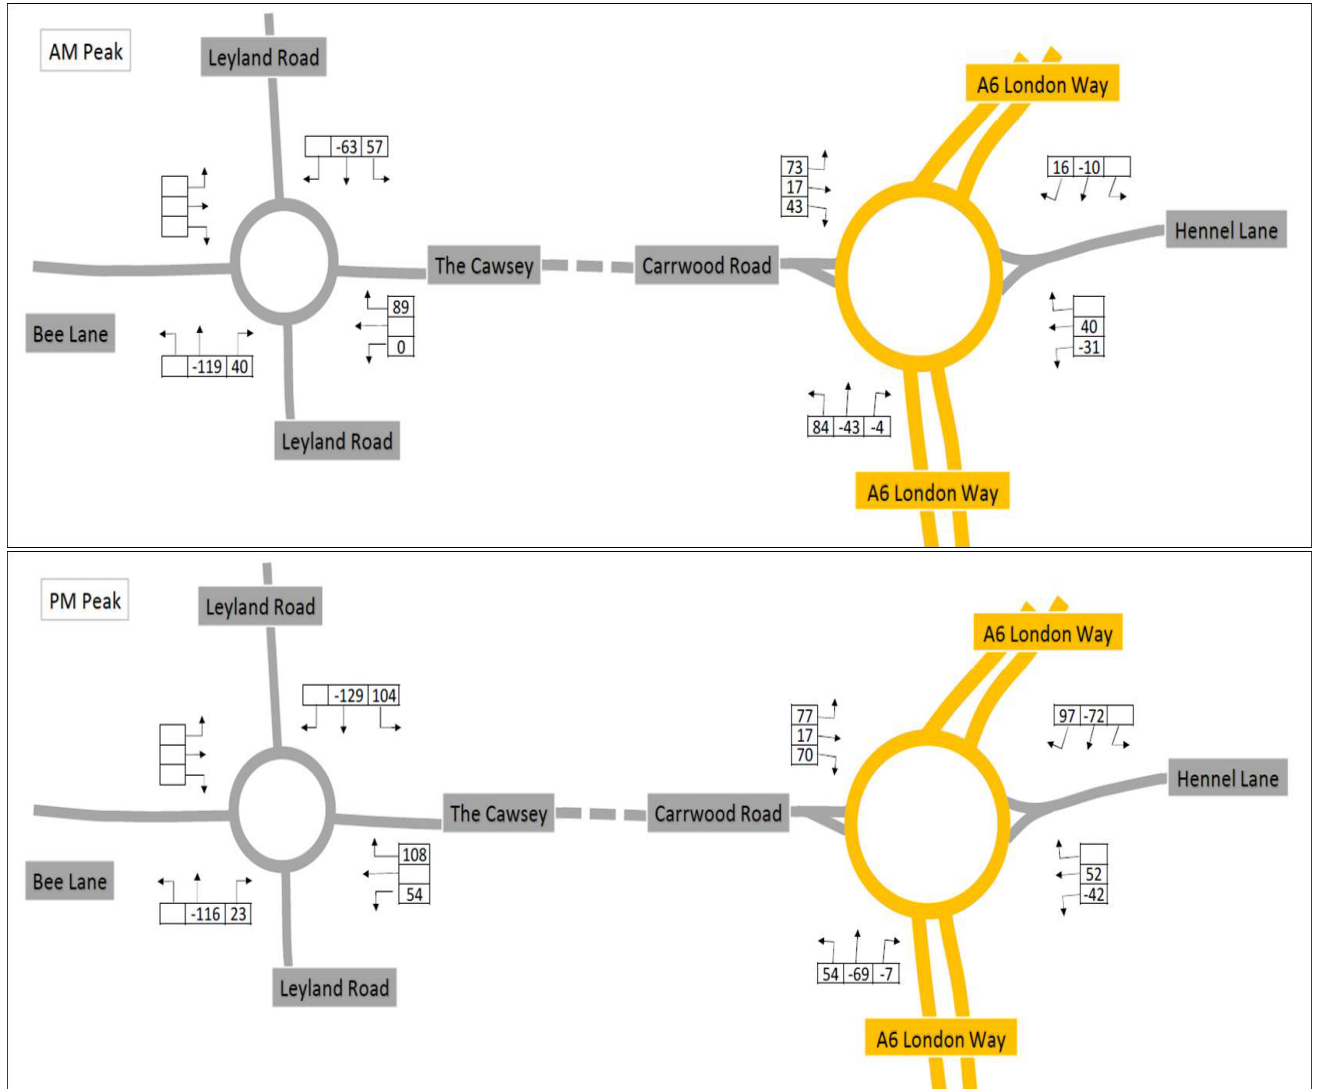 AM Peak
Leyland Road
A6 London Way
-63 57
73
17
43
16 -10
Hennel Lane
The Cawsey
Carrwood Road
89
0
40
-31
Bee Lane
-119 40
84 -43 -4
Leyland Road
A6 London Way
PM Peak
Leyland Road
A6 London Way
-129 104
77
17
70
97 -72
Hennel Lane
The Cawsey
Carrwood Road
108
54
52
-42
Bee Lane
-116 23
54 -69 -7
Leyland Road
A6 London Way